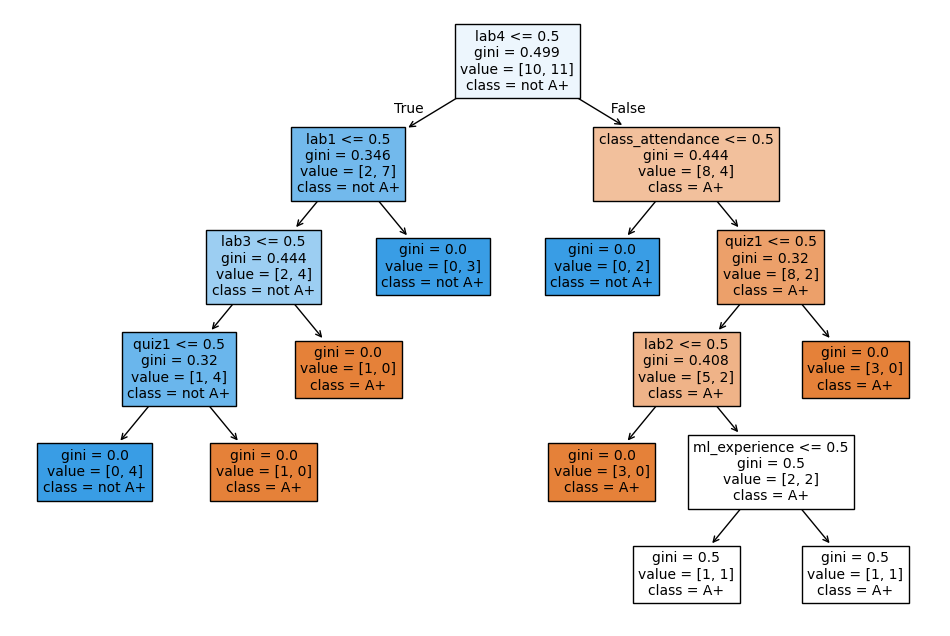 lab4 <= 0.5
gini = 0.499
value = [10, 11]
class = not A+
True
False
lab1 <= 0.5
gini = 0.346
value = [2, 7]
class = not A+
class_attendance <= 0.5
gini = 0.444
value = [8, 4]
class = A+
lab3 <= 0.5
gini = 0.444
value = [2, 4]
class = not A+
gini = 0.0
value = [0, 3]
class = not A+
gini = 0.0
value = [0, 2]
class = not A+
quiz1 <= 0.5
gini = 0.32
value = [8, 2]
class = A+
quiz1 <= 0.5
gini = 0.32
value = [1, 4]
class = not A+
gini = 0.0
value = [1, 0]
class = A+
lab2 <= 0.5
gini = 0.408
value = [5, 2]
class = A+
gini = 0.0
value = [3, 0]
class = A+
gini = 0.0
value = [0, 4]
class = not A+
gini = 0.0
value = [1, 0]
class = A+
gini = 0.0
value = [3, 0]
class = A+
ml_experience <= 0.5
gini = 0.5
value = [2, 2]
class = A+
gini = 0.5
value = [1, 1]
class = A+
gini = 0.5
value = [1, 1]
class = A+